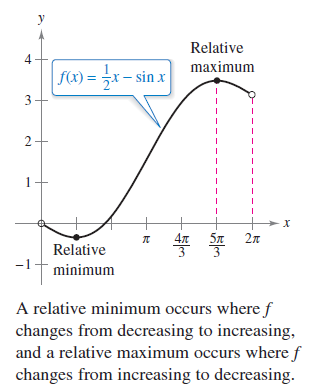 y
Relative
maximum
4
f(x) = 1/2 x − sin x
3
2
1
x
π 4π/3 5π/3 2π
Relative
minimum
−1
A relative minimum occurs where f
changes from decreasing to increasing,
and a relative maximum occurs where f
changes from increasing to decreasing.